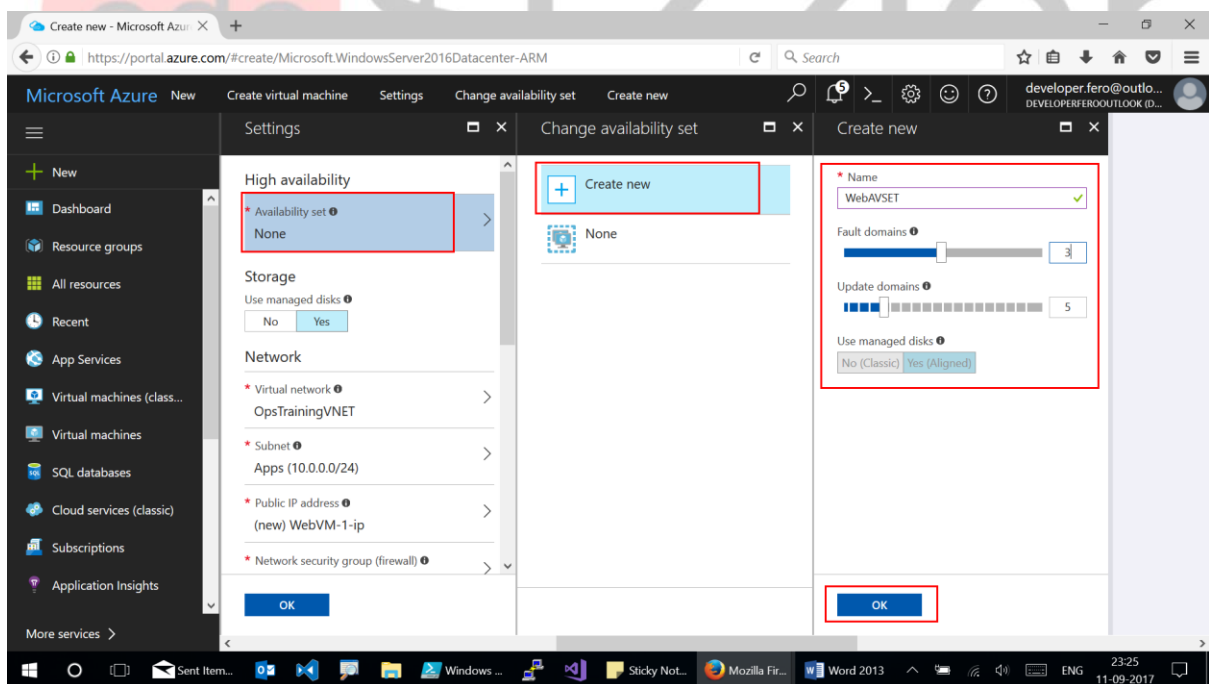 Create new - Microsoft Azur
https://portal.azure.com/#create/Microsoft.WindowsServer2016Datacenter-ARM
Search
Microsoft Azure New Create virtual machine Settings Change availability set Create new
5
developer.fero@outlo...
DEVELOPERFEROOUTLOOK (D...
New
Dashboard
Resource groups
All resources
Recent
App Services
Virtual machines (class...
Virtual machines
SQL databases
Cloud services (classic)
Subscriptions
Application Insights
More services >
Settings
High availability
* Availability set
None
Storage
Use managed disks
No Yes
Network
* Virtual network
OpsTrainingVNET
* Subnet
Apps (10.0.0.0/24)
* Public IP address
(new) WebVM-1-ip
* Network security group (firewall)
OK
Change availability set
Create new
None
Create new
* Name
WebAVSET
Fault domains
3
Update domains
5
Use managed disks
No (Classic) Yes (Aligned)
OK
Sent Item... Windows ... Sticky Not... Mozilla Fir... Word 2013 ENG
23:25
11-09-2017